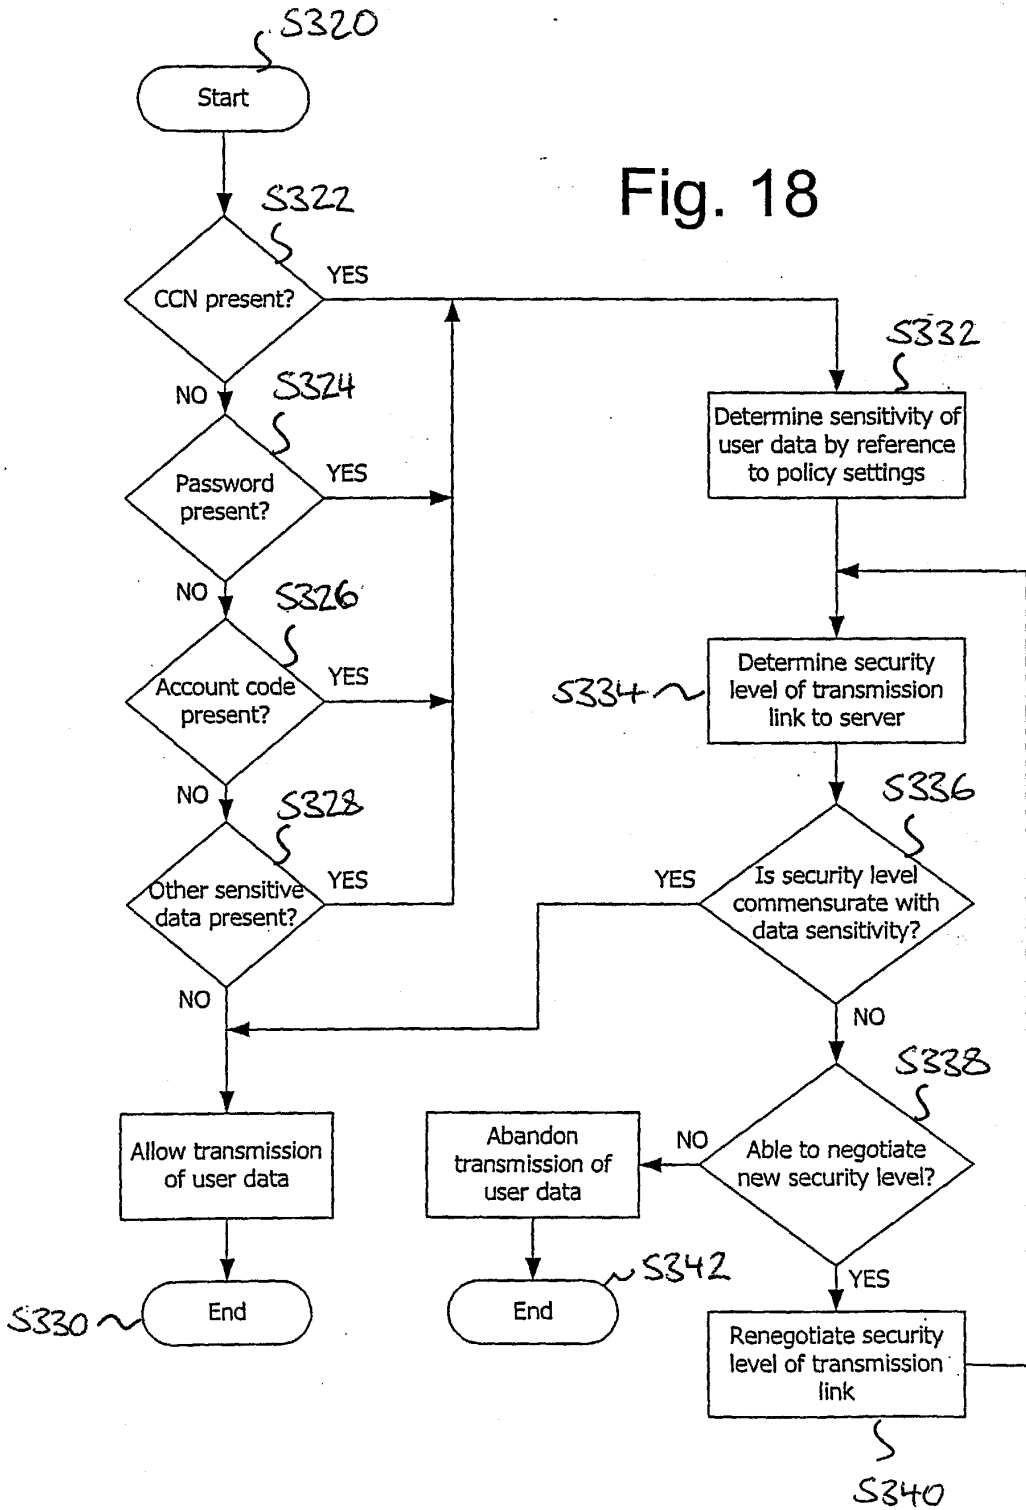 S320
Start
Fig. 18
S322
CCN present?
YES
NO
S324
Password
present?
YES
NO
S326
Account code
present?
YES
NO
S328
Other sensitive
data present?
YES
NO
Allow transmission
of user data
S330
End
S332
Determine sensitivity of
user data by reference
to policy settings
S334
Determine security
level of transmission
link to server
S336
Is security level
commensurate with
data sensitivity?
YES
NO
S338
Able to negotiate
new security level?
NO
Abandon
transmission of
user data
S342
End
YES
Renegotiate security
level of transmission
link
S340